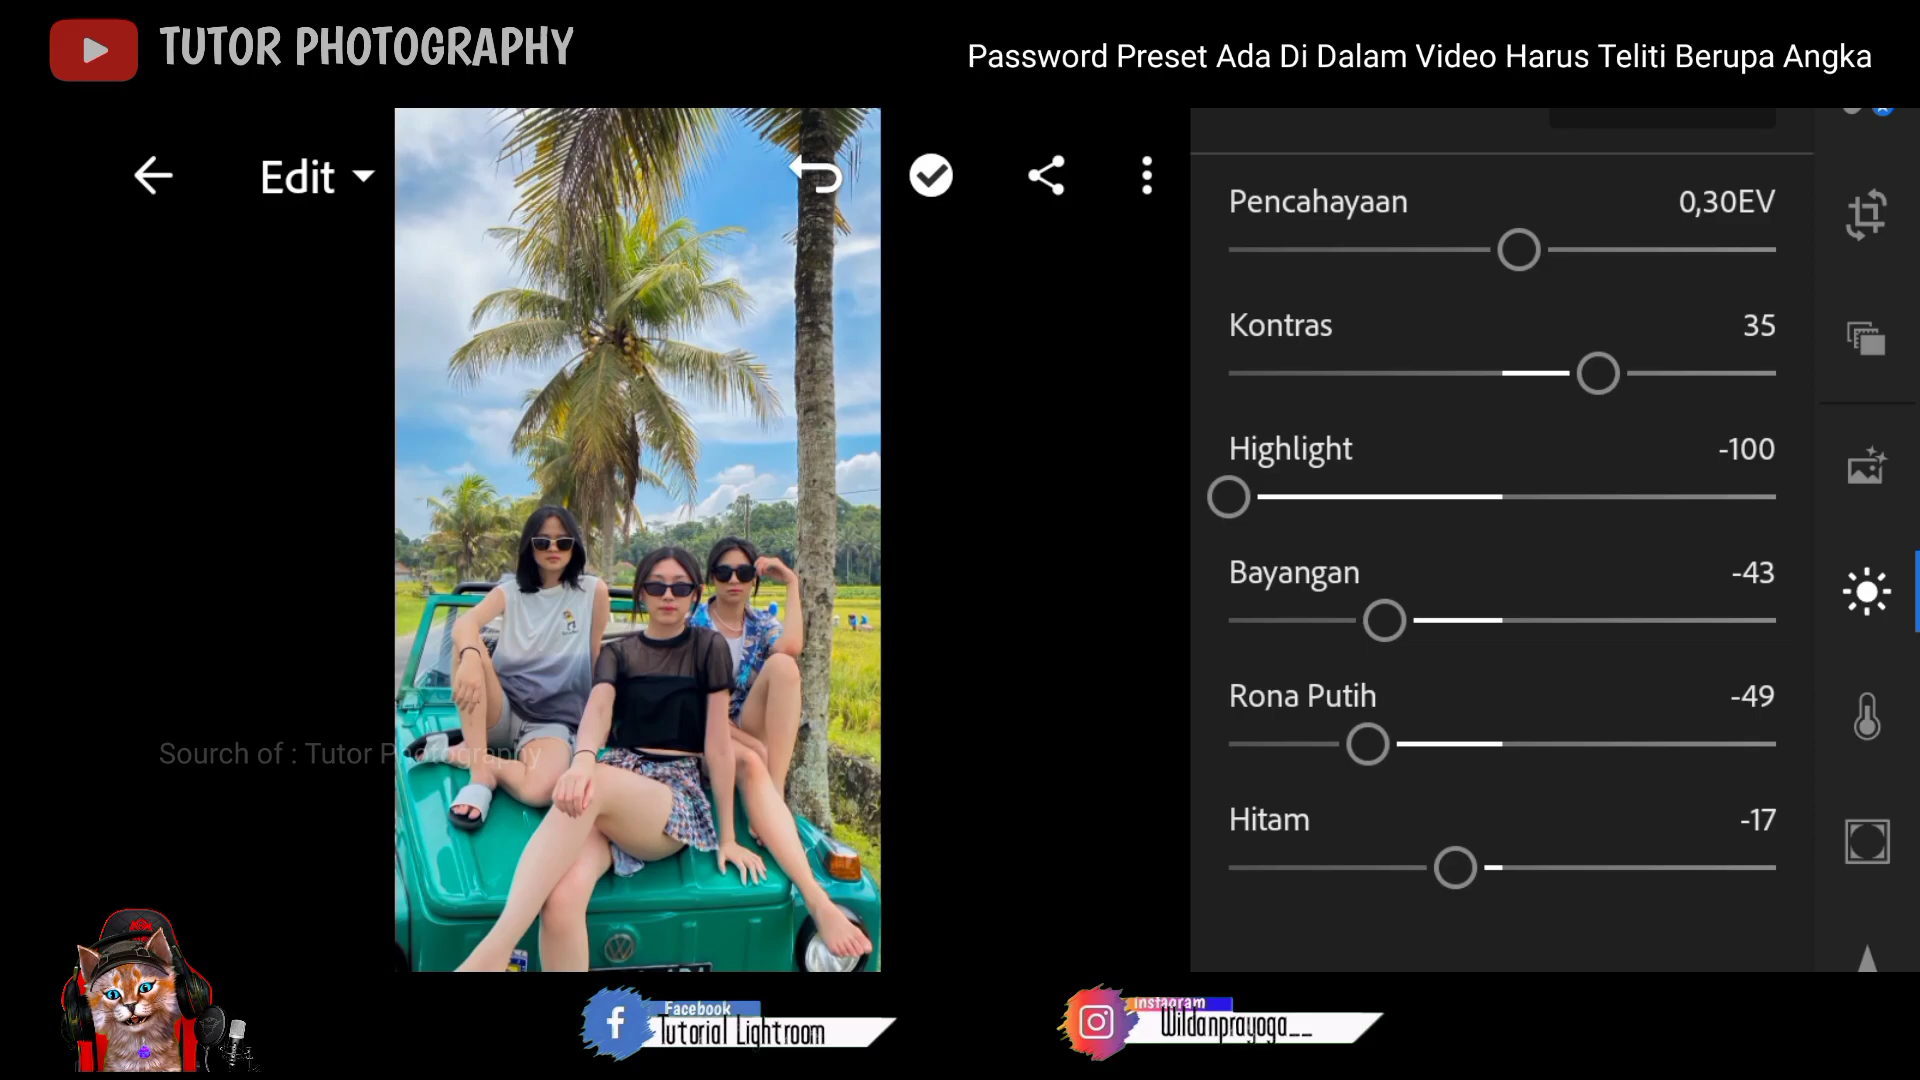 TUTOR PHOTOGRAPHY
Password Preset Ada Di Dalam Video Harus Teliti Berupa Angka
Edit
Pencahayaan 0,30EV
Kontras 35
Highlight -100
Bayangan -43
Rona Putih -49
Hitam -17
Sourch of : Tutor Photography
Facebook
Tutorial Lightroom
Instagram
Wildanprayoga__